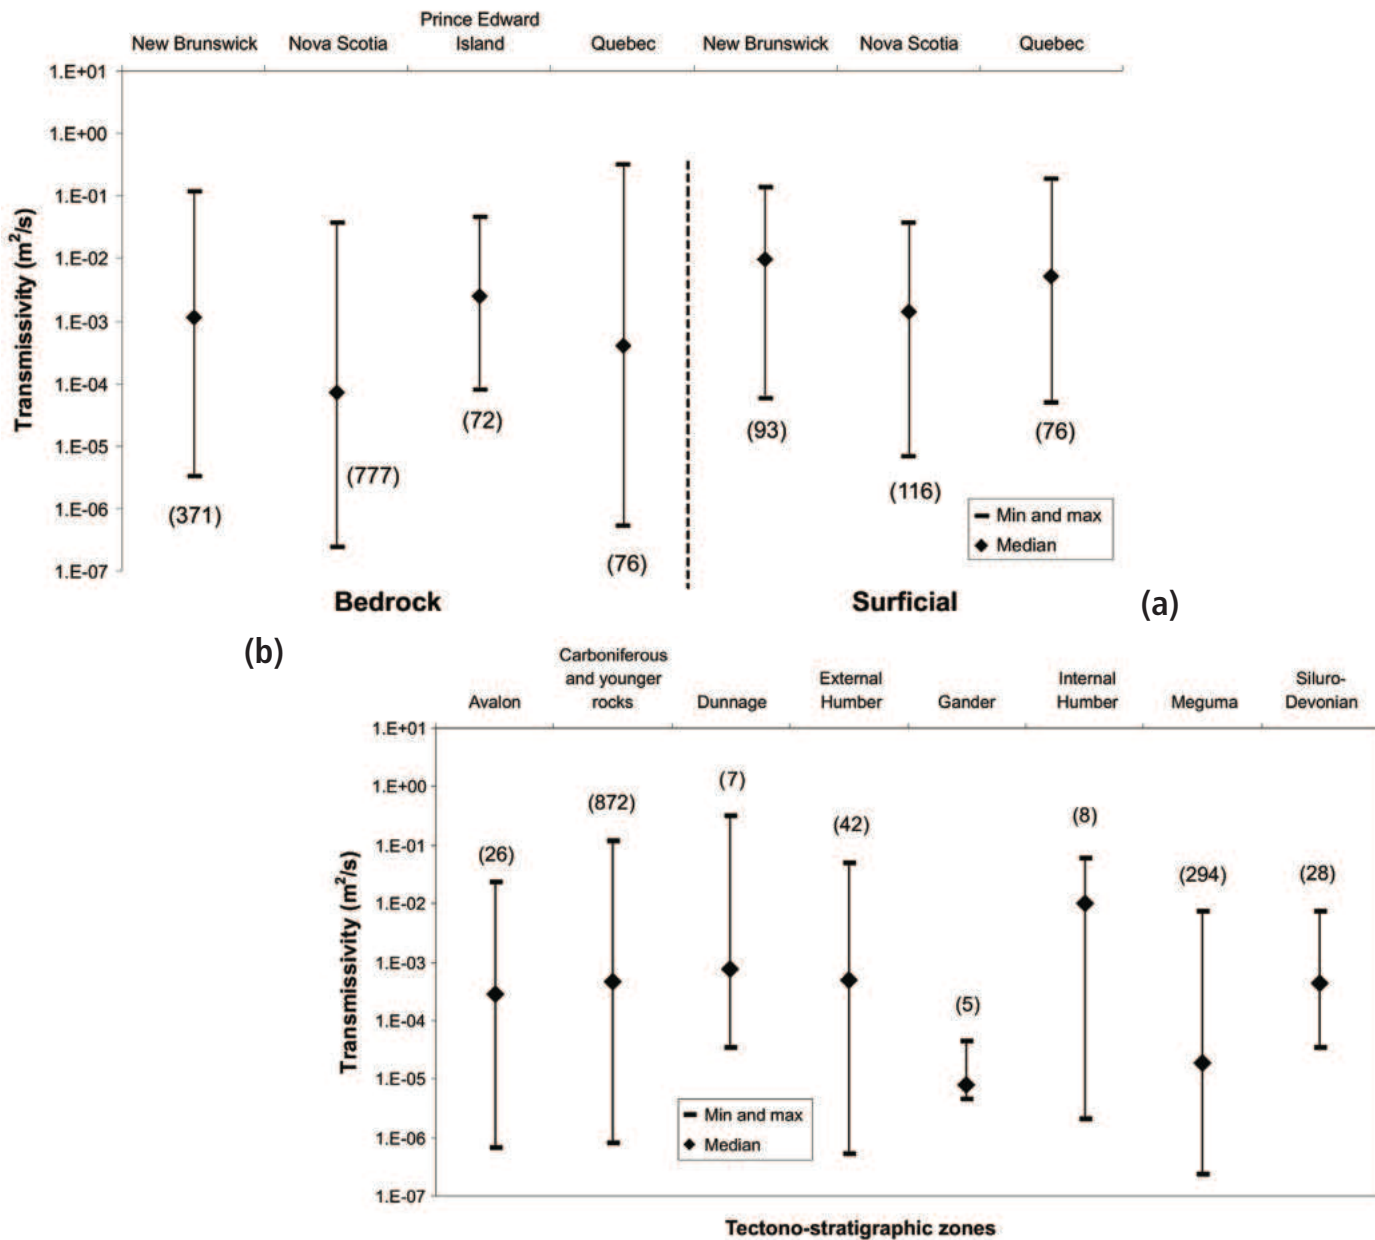 Prince Edward
New Brunswick Nova Scotia Island Quebec New Brunswick Nova Scotia Quebec
1.E+01
1.E+00
1.E-01
1.E-02
1.E-03
1.E-04
1.E-05
1.E-06
1.E-07
Transmissivity (m²/s)
(371)
(777)
(72)
(76)
(93)
(116)
(76)
Min and max
Median
Bedrock Surficial (a)
(b)
Carboniferous
and younger External Internal Siluro-
Avalon rocks Dunnage Humber Gander Humber Meguma Devonian
1.E+01
1.E+00
1.E-01
1.E-02
1.E-03
1.E-04
1.E-05
1.E-06
1.E-07
Transmissivity (m²/s)
(26)
(872)
(7)
(42)
(5)
(8)
(294)
(28)
Min and max
Median
Tectono-stratigraphic zones